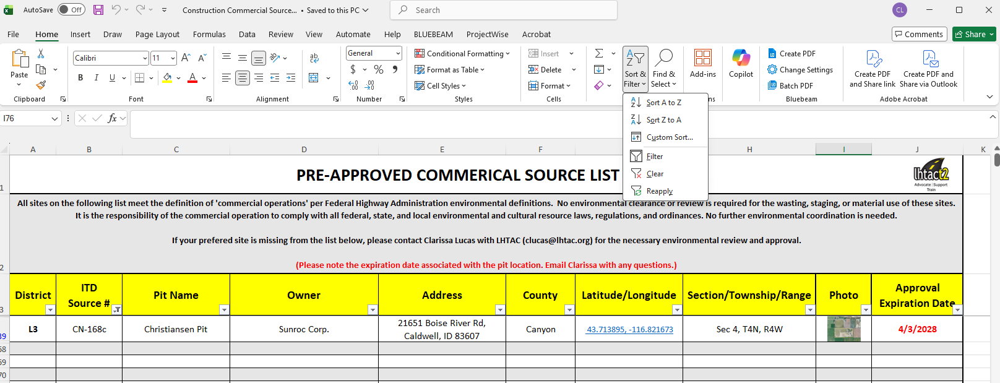 AutoSave Off Construction Commercial Source... • Saved to this PC Search CL
File Home Insert Draw Page Layout Formulas Data Review View Automate Help BLUEBEAM ProjectWise Acrobat Comments Share
Paste
Clipboard
Calibri 11
B I U A
Font
ab
Alignment
General
$ % ,
Number
Conditional Formatting
Format as Table
Cell Styles
Styles
Insert
Delete
Format
Cells
Sort &
Filter
Find &
Select
Add-ins
Copilot
Create PDF
Change Settings
Batch PDF
Bluebeam
Create PDF
and Share link
Create PDF and
Share via Outlook
Adobe Acrobat
Sort A to Z
Sort Z to A
Custom Sort...
Filter
Clear
Reapply
I76 fx
A B C D E F H I J K
1 PRE-APPROVED COMMERICAL SOURCE LIST
lhtact2
Advocate | Support
Train
All sites on the following list meet the definition of 'commercial operations' per Federal Highway Administration environmental definitions. No environmental clearance or review is required for the wasting, staging, or material use of these sites.
It is the responsibility of the commercial operation to comply with all federal, state, and local environmental and cultural resource laws, regulations, and ordinances. No further environmental coordination is needed.
If your prefered site is missing from the list below, please contact Clarissa Lucas with LHTAC (clucas@lhtac.org) for the necessary environmental review and approval.
2 (Please note the expiration date associated with the pit location. Email Clarissa with any questions.)
3 District ITD Source # Pit Name Owner Address County Latitude/Longitude Section/Township/Range Photo Approval Expiration Date
39 L3 CN-168c Christiansen Pit Sunroc Corp. 21651 Boise River Rd, Caldwell, ID 83607 Canyon 43.713895, -116.821673 Sec 4, T4N, R4W 4/3/2028
68
69
70